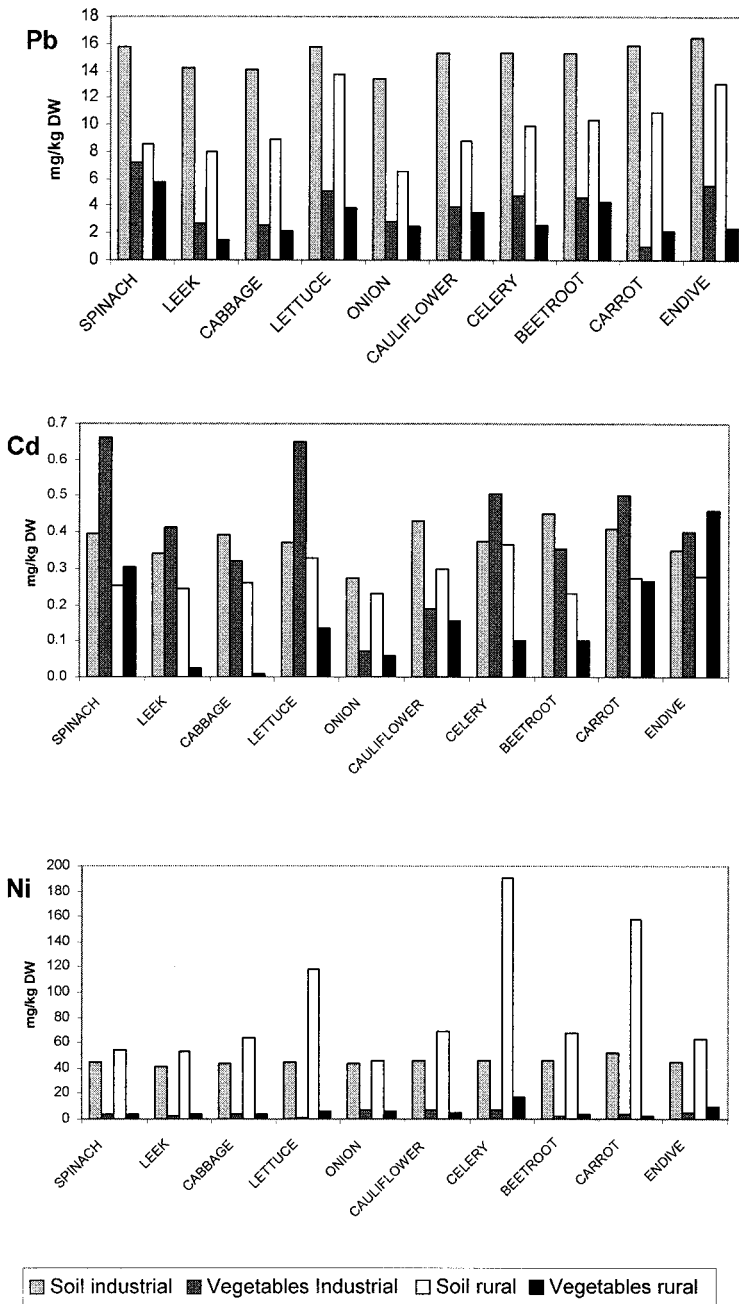 Pb
mg/kg DW
18
16
14
12
10
8
6
4
2
0
SPINACH
LEEK
CABBAGE
LETTUCE
ONION
CAULIFLOWER
CELERY
BEETROOT
CARROT
ENDIVE
Cd
mg/kg DW
0.7
0.6
0.5
0.4
0.3
0.2
0.1
0.0
SPINACH
LEEK
CABBAGE
LETTUCE
ONION
CAULIFLOWER
CELERY
BEETROOT
CARROT
ENDIVE
Ni
mg/kg DW
200
180
160
140
120
100
80
60
40
20
0
SPINACH
LEEK
CABBAGE
LETTUCE
ONION
CAULIFLOWER
CELERY
BEETROOT
CARROT
ENDIVE
Soil industrial Vegetables Industrial Soil rural Vegetables rural